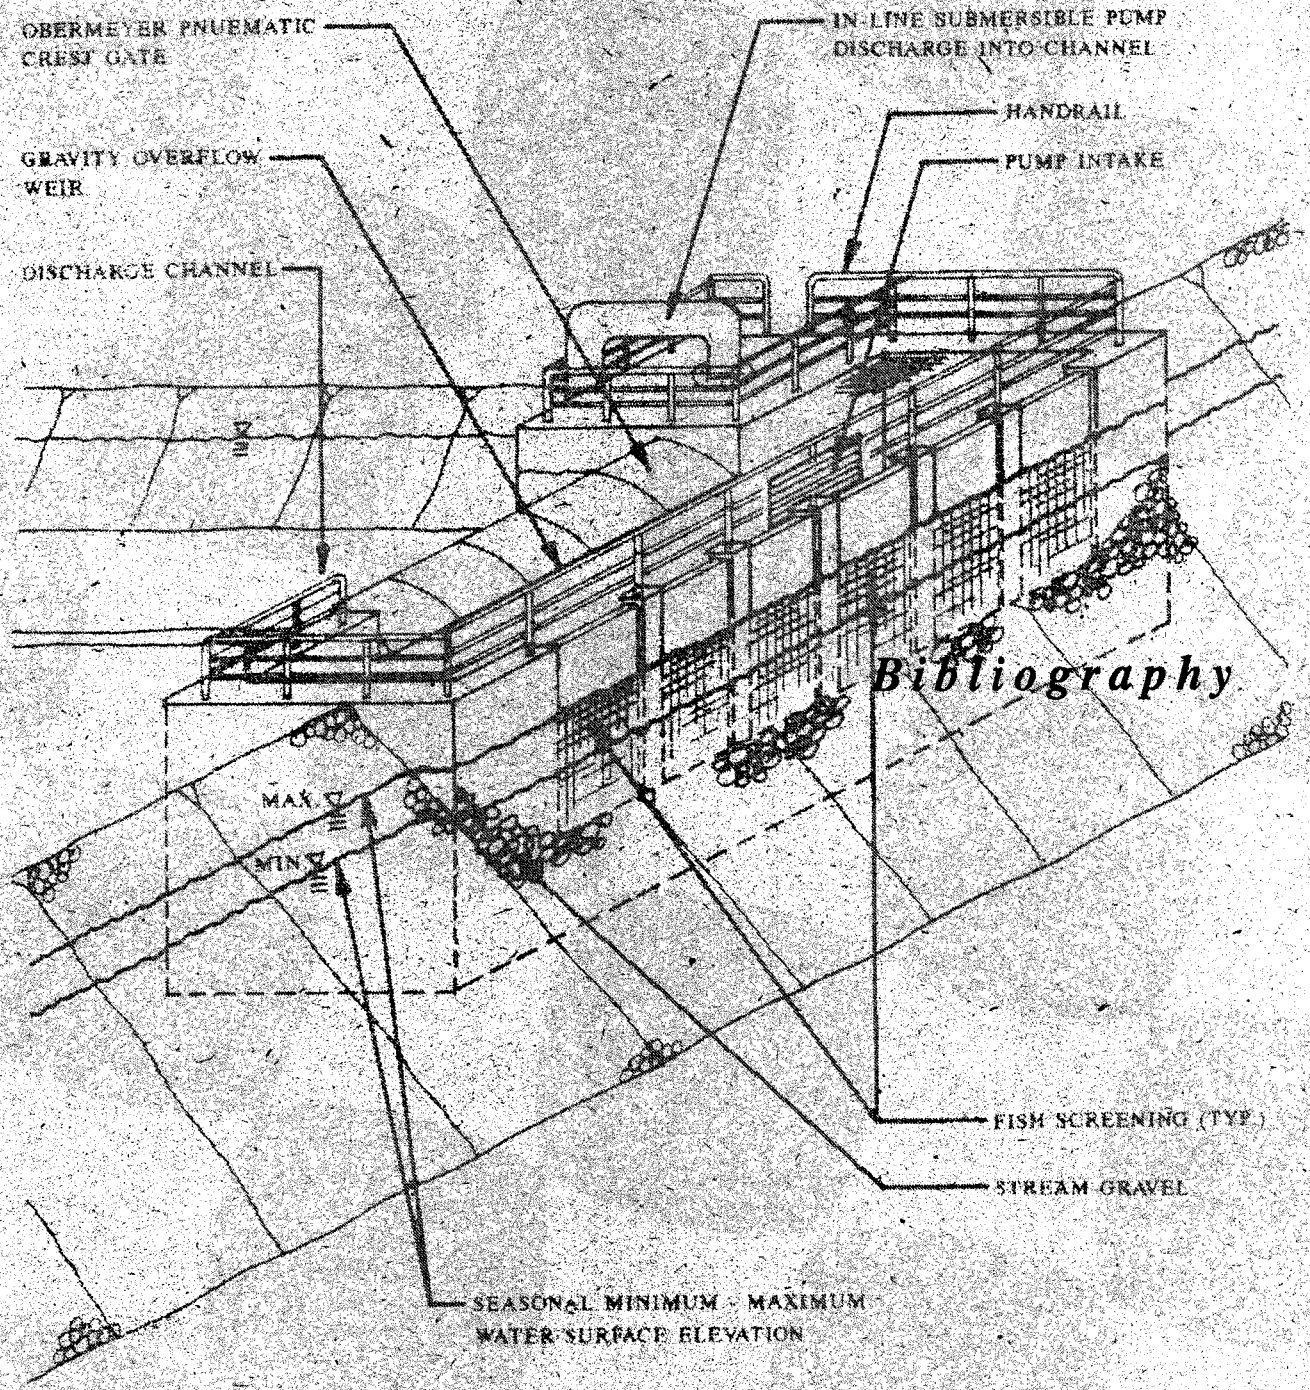 OBERMEYER PNUEMATIC
CREST GATE
IN-LINE SUBMERSIBLE PUMP
DISCHARGE INTO CHANNEL
HANDRAIL
GRAVITY OVERFLOW
WEIR
PUMP INTAKE
DISCHARGE CHANNEL
Bibliography
MAX.
MIN
FISH SCREENING (TYP.)
STREAM GRAVEL
SEASONAL MINIMUM - MAXIMUM
WATER SURFACE ELEVATION